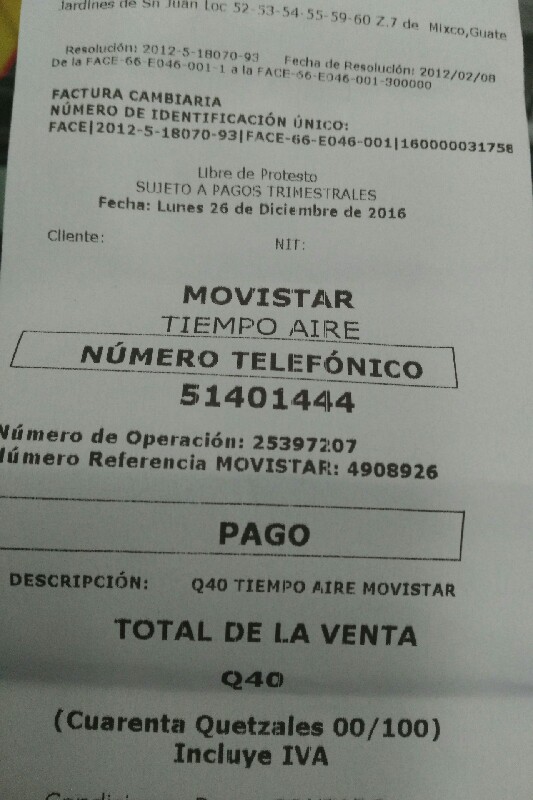 Jardines de Sn Juan Loc 52-53-54-55-59-60 Z.7 de Mixco,Guate
Resolución: 2012-5-18070-93 Fecha de Resolución: 2012/02/08
De la FACE-66-E046-001-1 a la FACE-66-E046-001-300000
FACTURA CAMBIARIA
NÚMERO DE IDENTIFICACIÓN ÚNICO:
FACE|2012-5-18070-93|FACE-66-E046-001|160000031758
Libre de Protesto
SUJETO A PAGOS TRIMESTRALES
Fecha: Lunes 26 de Diciembre de 2016
Cliente: NIT:
MOVISTAR
TIEMPO AIRE
NÚMERO TELEFÓNICO
51401444
Número de Operación: 25397207
Número Referencia MOVISTAR: 4908926
PAGO
DESCRIPCIÓN: Q40 TIEMPO AIRE MOVISTAR
TOTAL DE LA VENTA
Q40
(Cuarenta Quetzales 00/100)
Incluye IVA